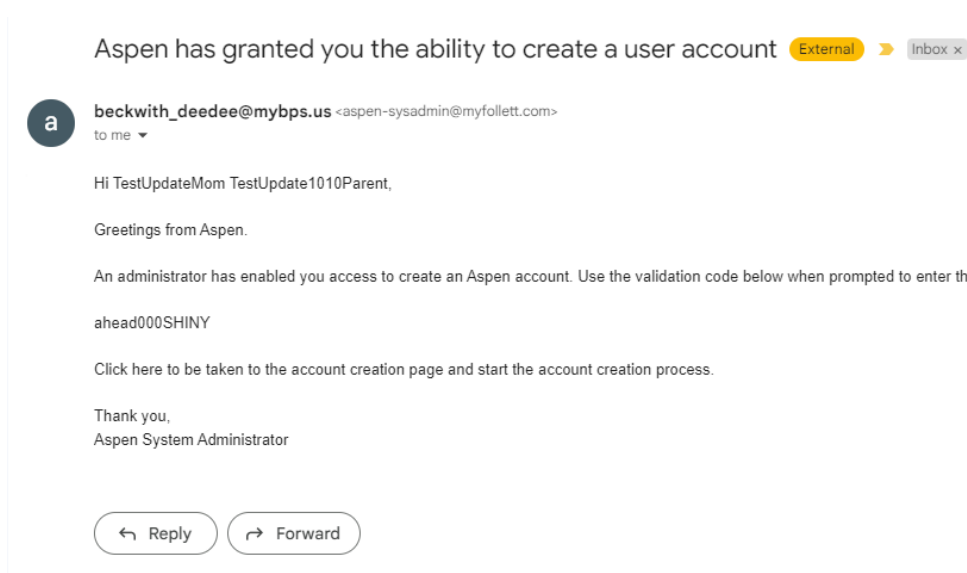 Aspen has granted you the ability to create a user account External Inbox ×
a
beckwith_deedee@mybps.us <aspen-sysadmin@myfollett.com>
to me
Hi TestUpdateMom TestUpdate1010Parent,
Greetings from Aspen.
An administrator has enabled you access to create an Aspen account. Use the validation code below when prompted to enter th
ahead000SHINY
Click here to be taken to the account creation page and start the account creation process.
Thank you,
Aspen System Administrator
Reply Forward